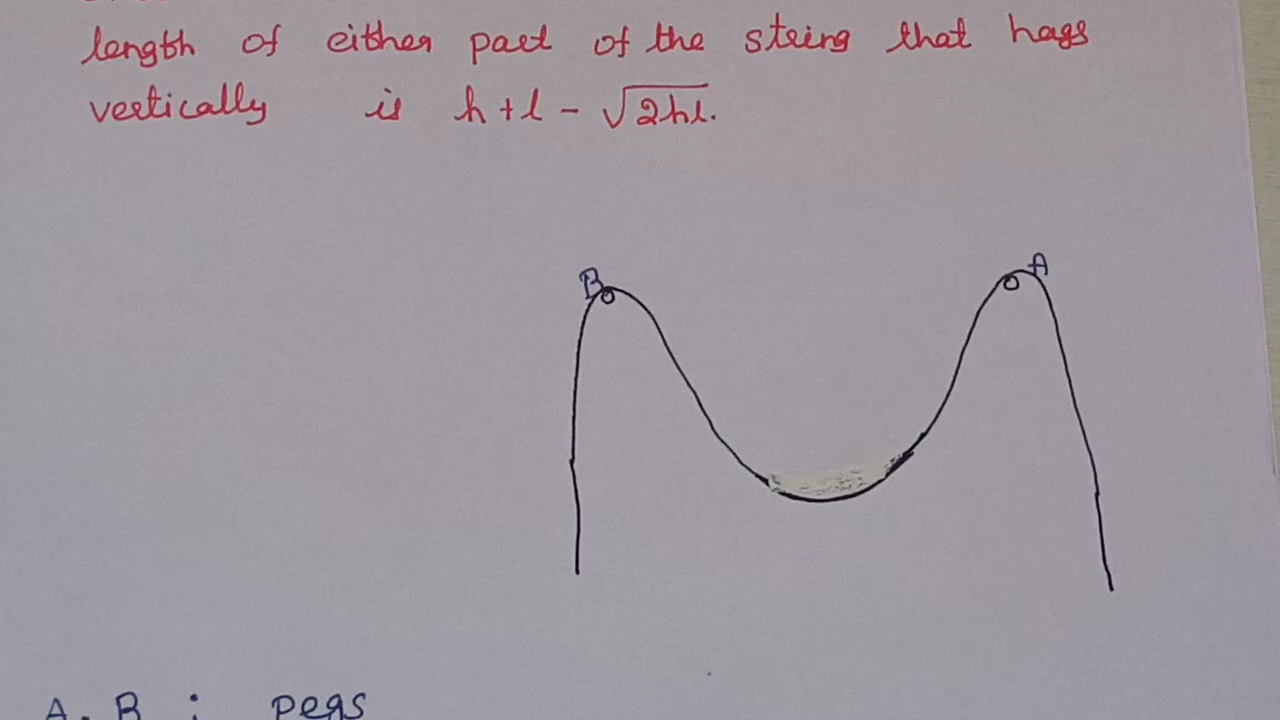 length of either part of the string that hags
vertically is h + l - √2hl.
B
A
A, B : pegs